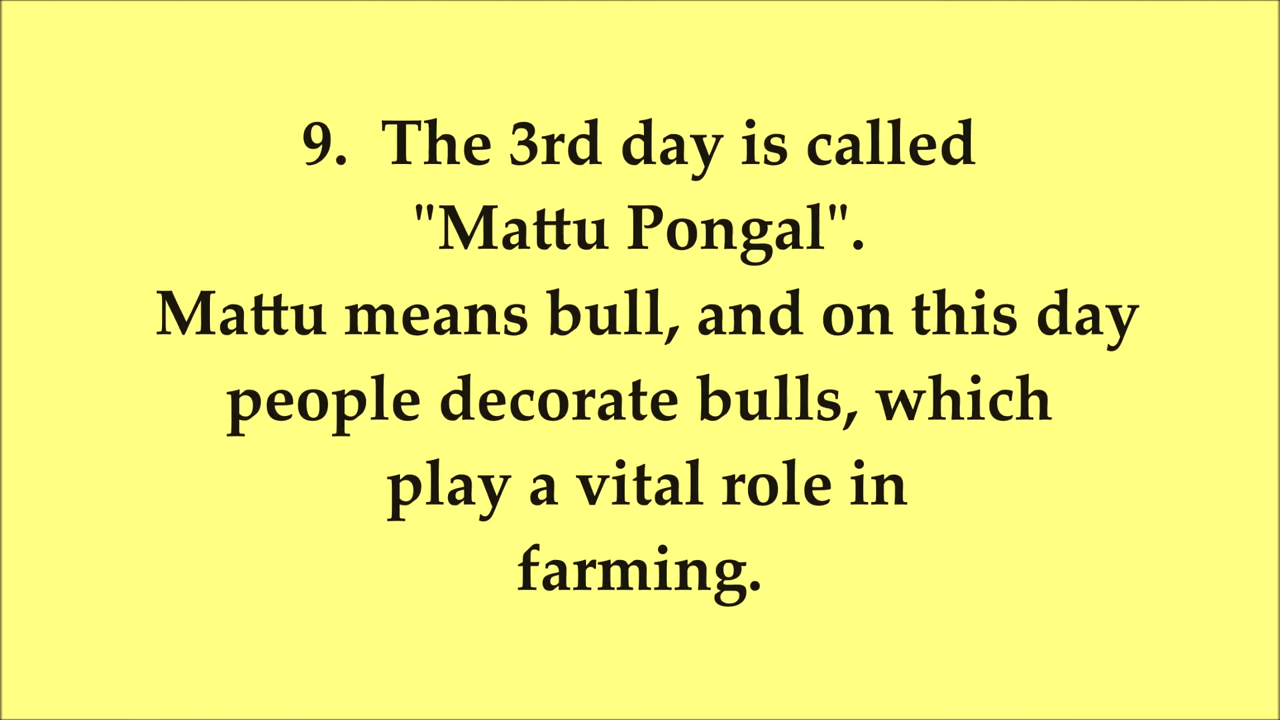 9.  The 3rd day is called
"Mattu Pongal".
Mattu means bull, and on this day
people decorate bulls, which
play a vital role in
farming.